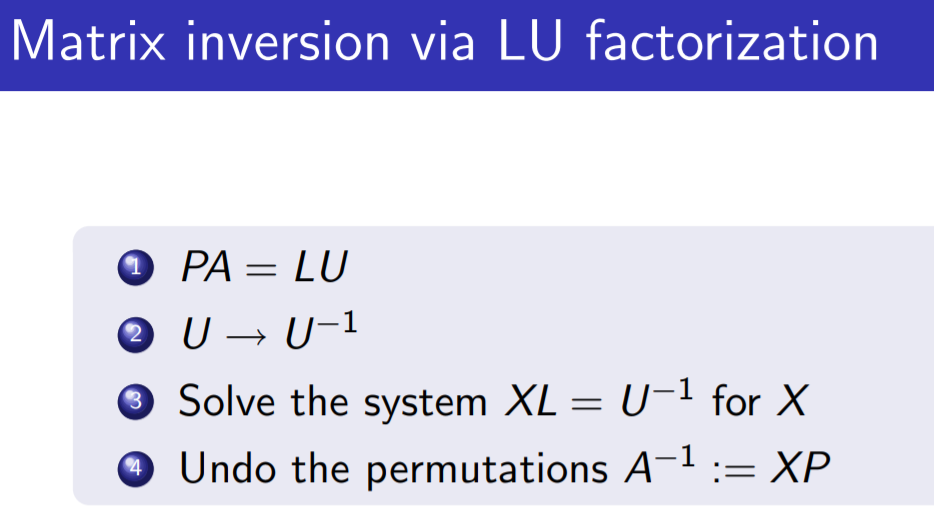 Matrix inversion via LU factorization
1 PA = LU
2 U → U⁻¹
3 Solve the system XL = U⁻¹ for X
4 Undo the permutations A⁻¹ := XP